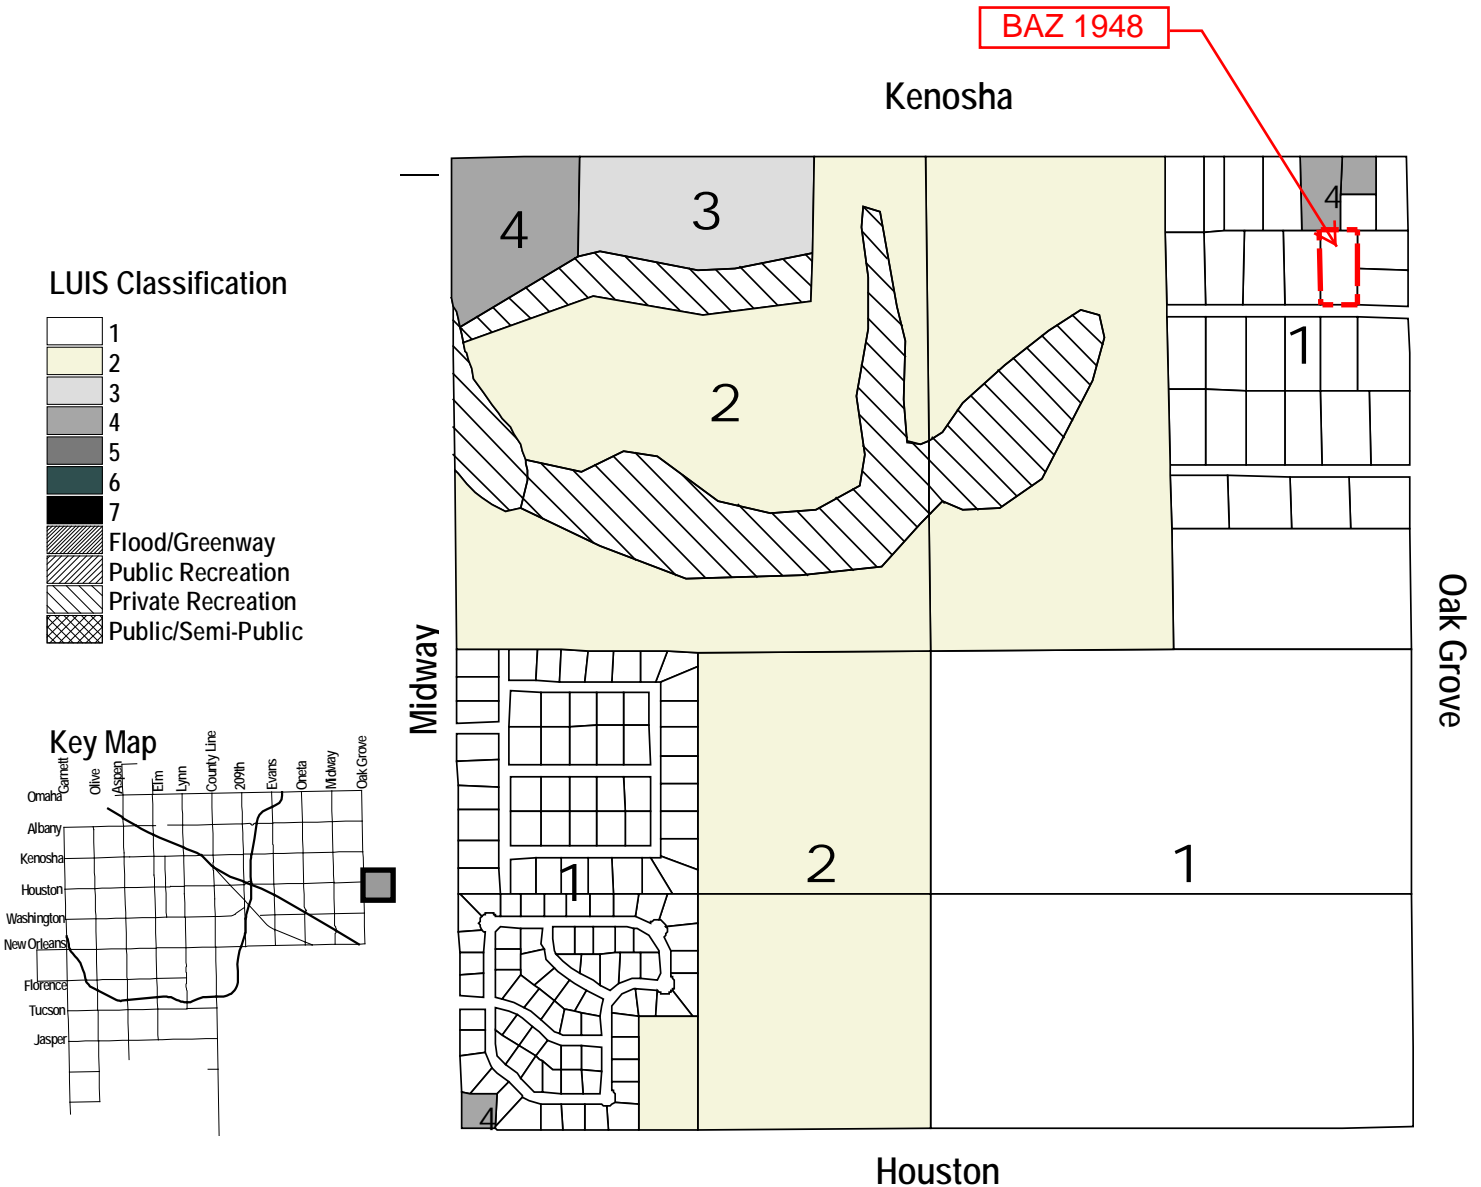 BAZ 1948
Kenosha
4
3
4
LUIS Classification
1
2
3
4
5
6
7
Flood/Greenway
Public Recreation
Private Recreation
Public/Semi-Public
1
2
Midway
Oak Grove
Key Map
Garnett
Olive
Aspen
Elm
Lynn
County Line
209th
Evans
Oneta
Midway
Oak Grove
Omaha
Albany
Kenosha
Houston
Washington
New Orleans
Florence
Tucson
Jasper
1
2
1
4
Houston